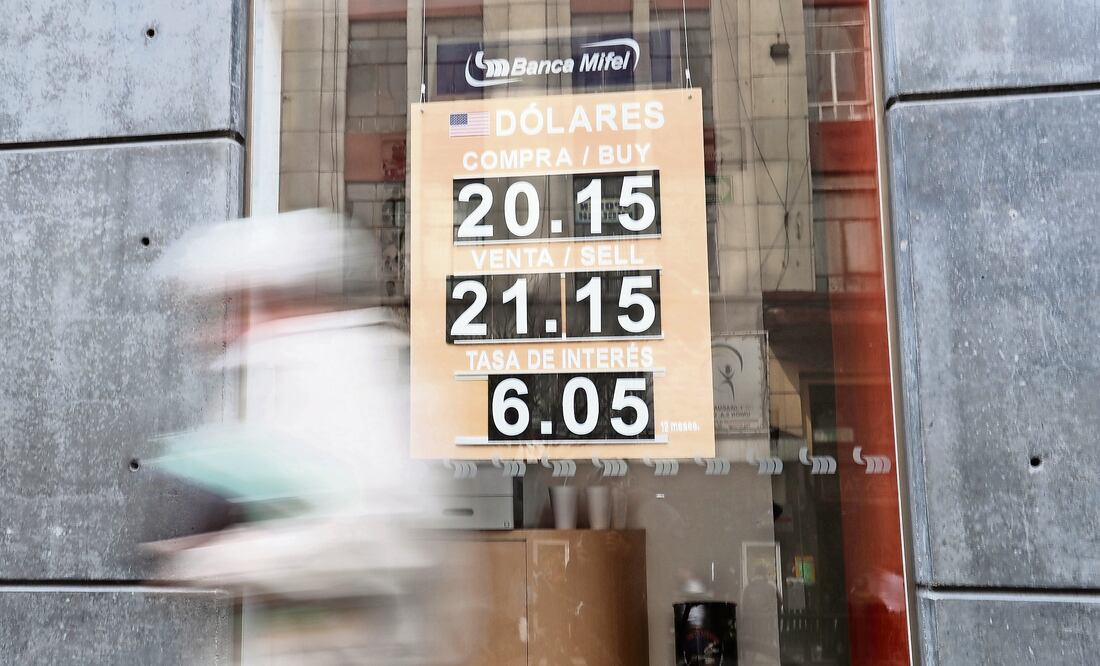 Banca Mifel
DÓLARES
COMPRA / BUY
20.15
VENTA / SELL
21.15
TASA DE INTERÉS
6.05
12 meses.